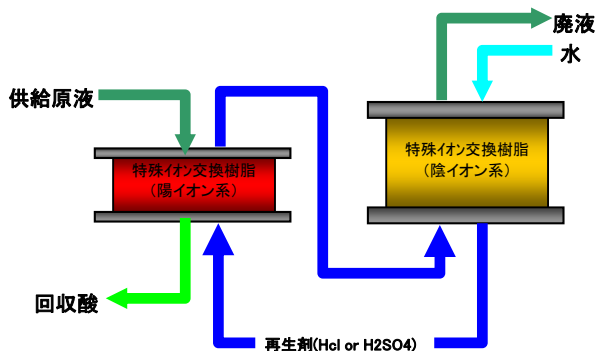 廃液
水
供給原液
特殊イオン交換樹脂
(陽イオン系)
特殊イオン交換樹脂
(陰イオン系)
回収酸
再生剤(Hcl or H2SO4)